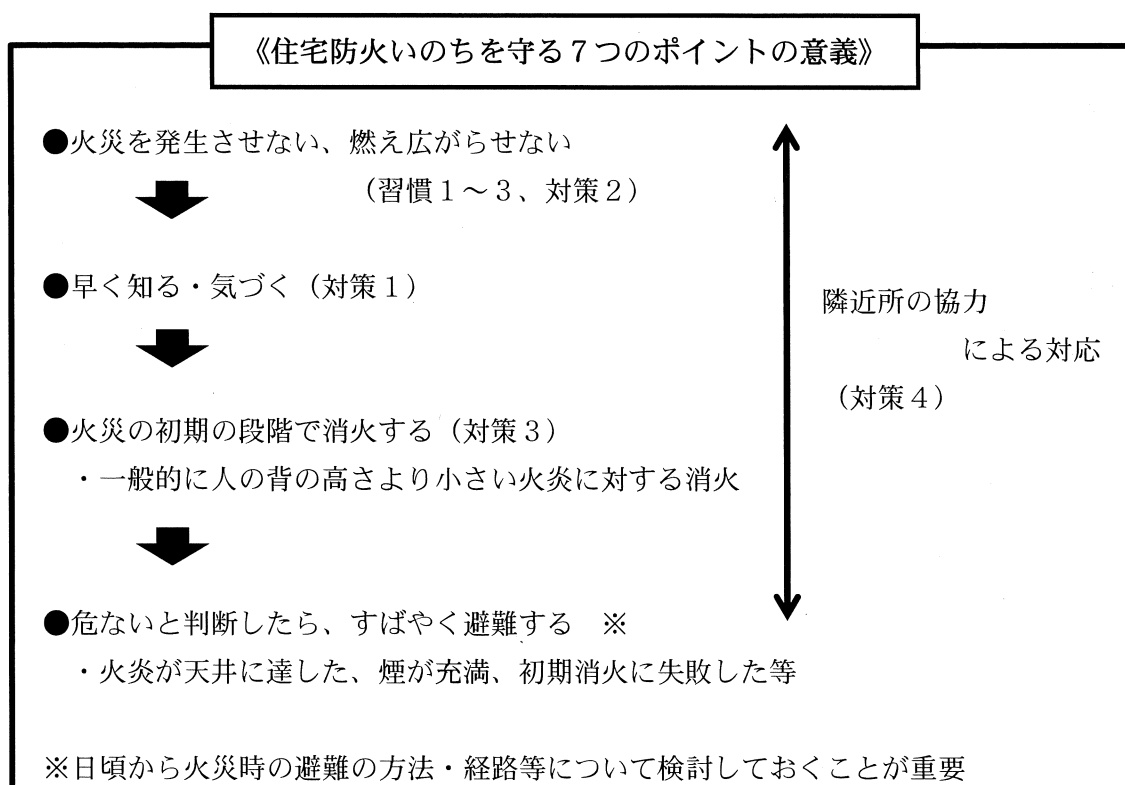 《住宅防火いのちを守る７つのポイントの意義》
●火災を発生させない、燃え広がらせない
（習慣１～３、対策２）
●早く知る・気づく（対策１）
●火災の初期の段階で消火する（対策３）
・一般的に人の背の高さより小さい火炎に対する消火
●危ないと判断したら、すばやく避難する　※
・火炎が天井に達した、煙が充満、初期消火に失敗した等
隣近所の協力
による対応
（対策４）
※日頃から火災時の避難の方法・経路等について検討しておくことが重要